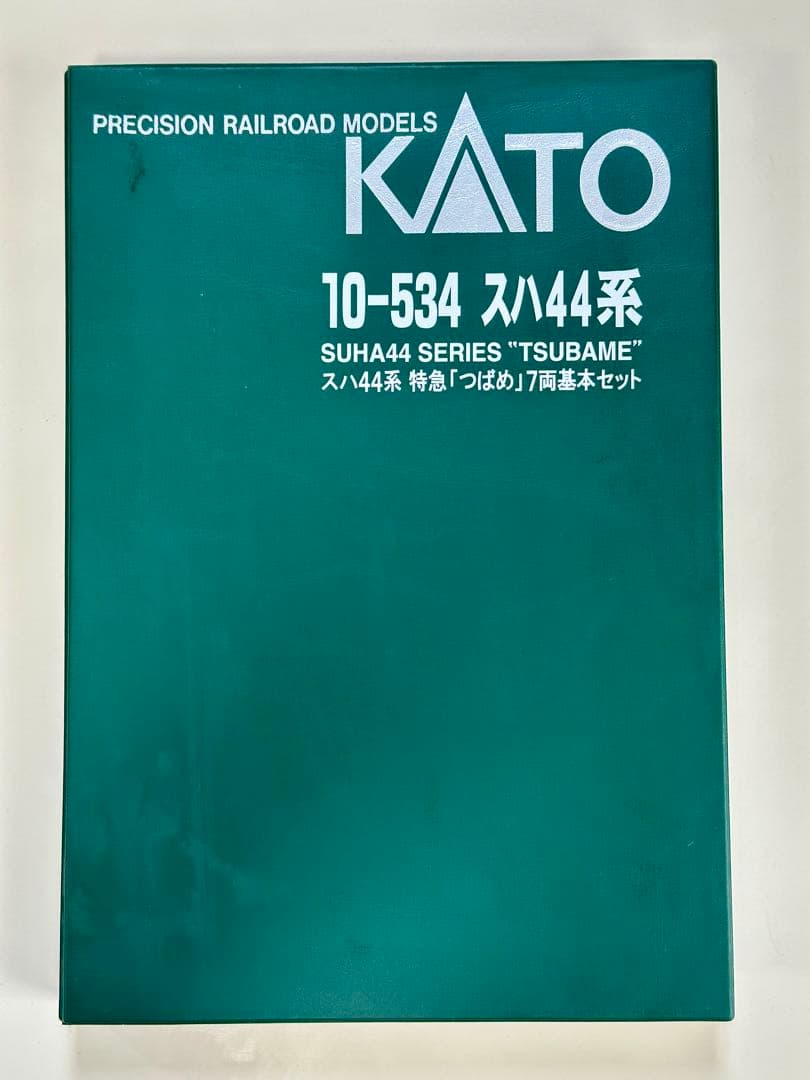 PRECISION RAILROAD MODELS
KATO
10-534 スハ44系
SUHA44 SERIES “TSUBAME”
スハ44系 特急「つばめ」7両基本セット